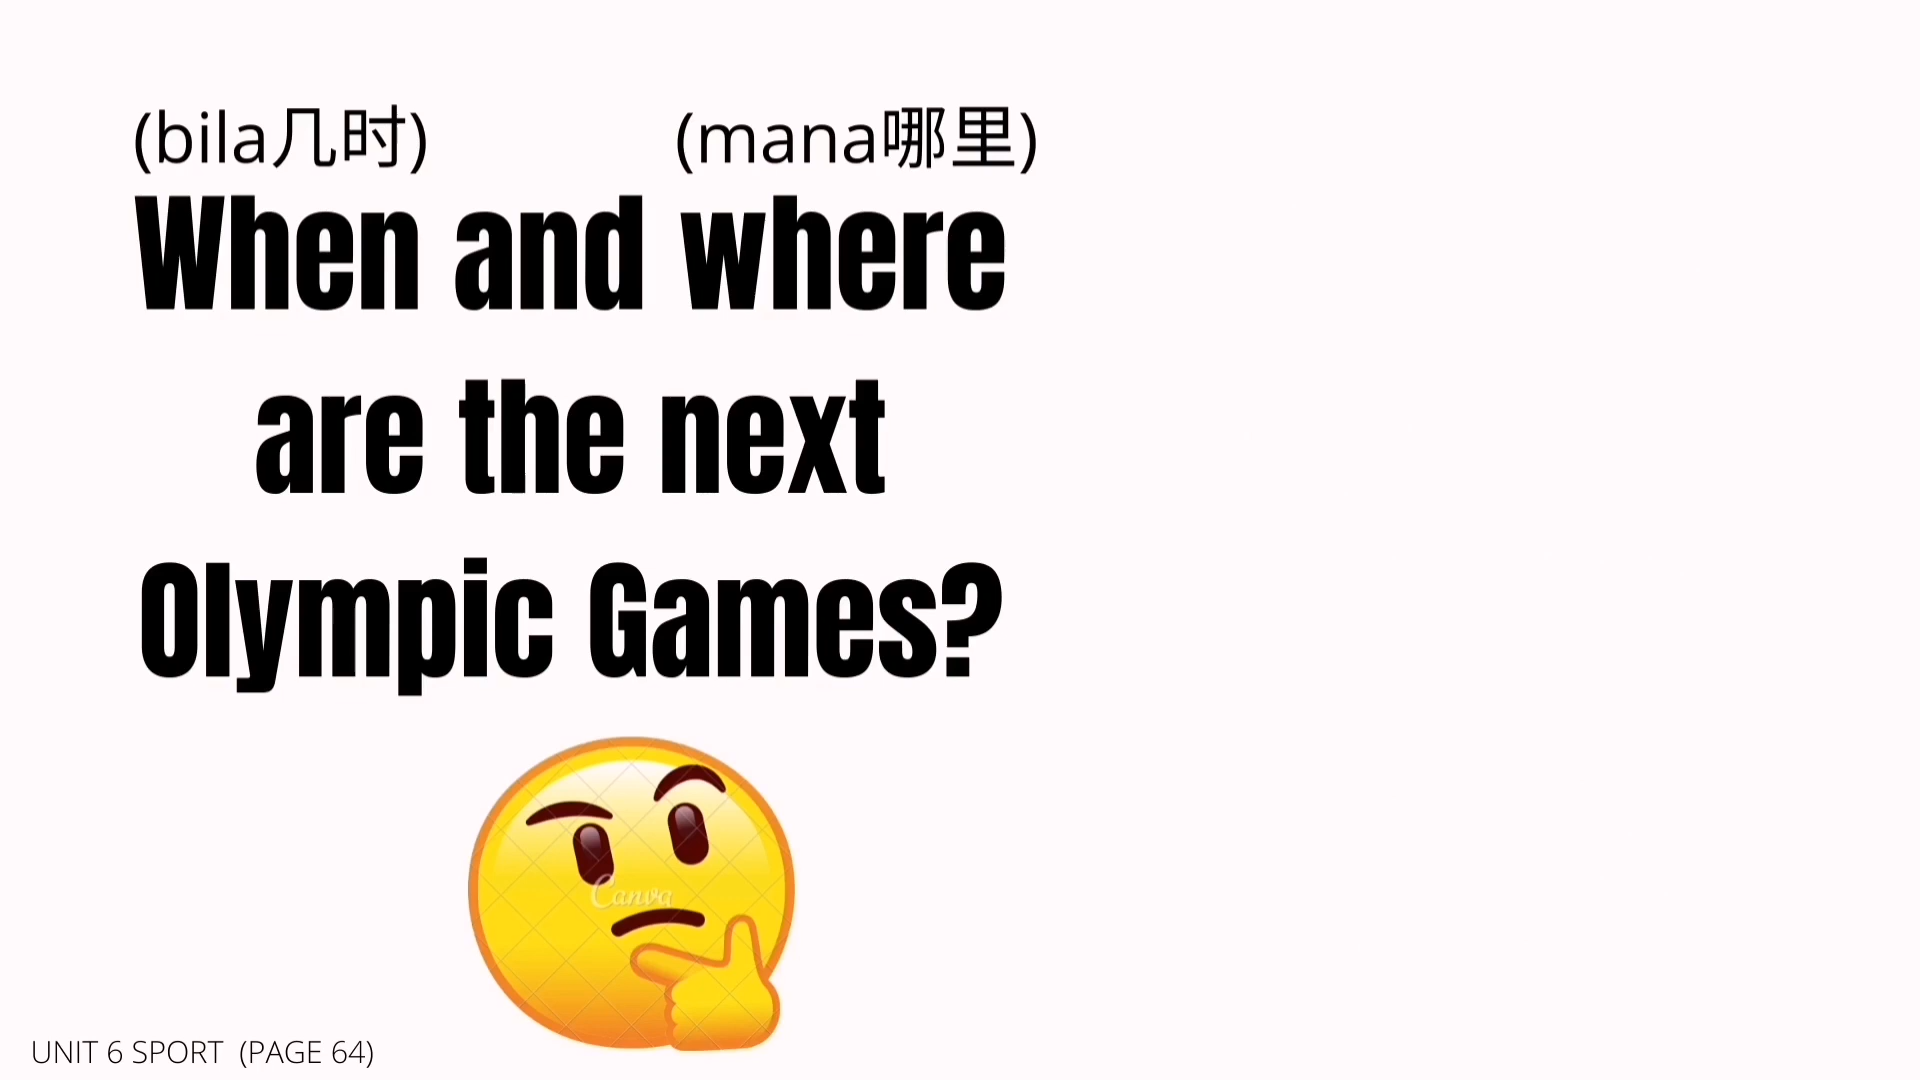 (bila几时) (mana哪里)
When and where
are the next
Olympic Games?
Canva
UNIT 6 SPORT (PAGE 64)